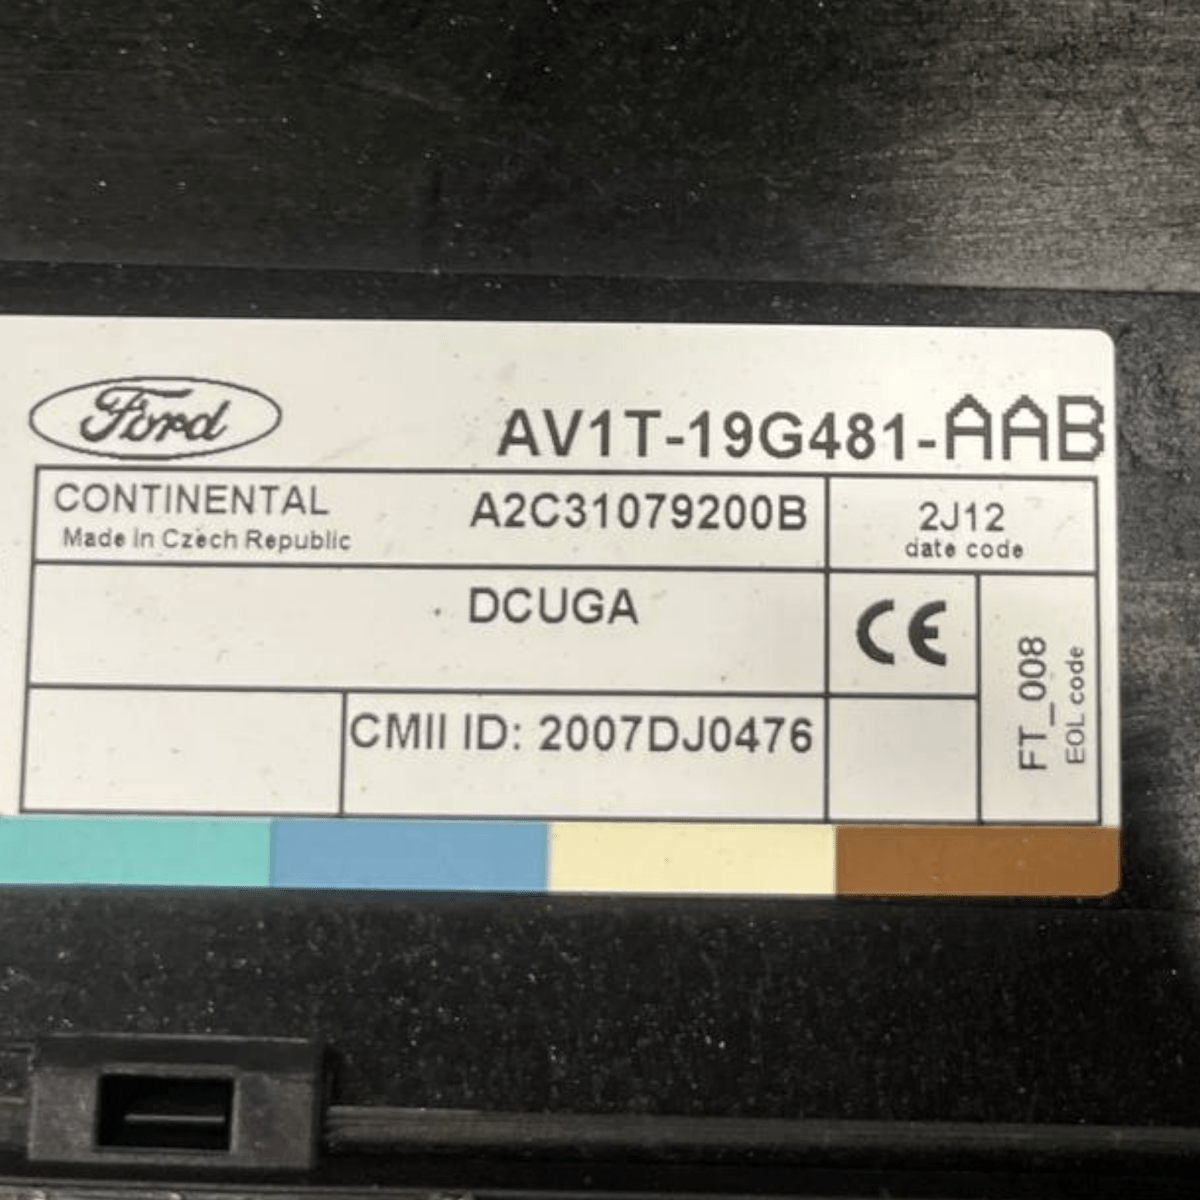 Ford
AV1T-19G481-AAB
CONTINENTAL
A2C31079200B
Made in Czech Republic
2J12
date code
DCUGA
CE
CMII ID: 2007DJ0476
FT_008
EOL code